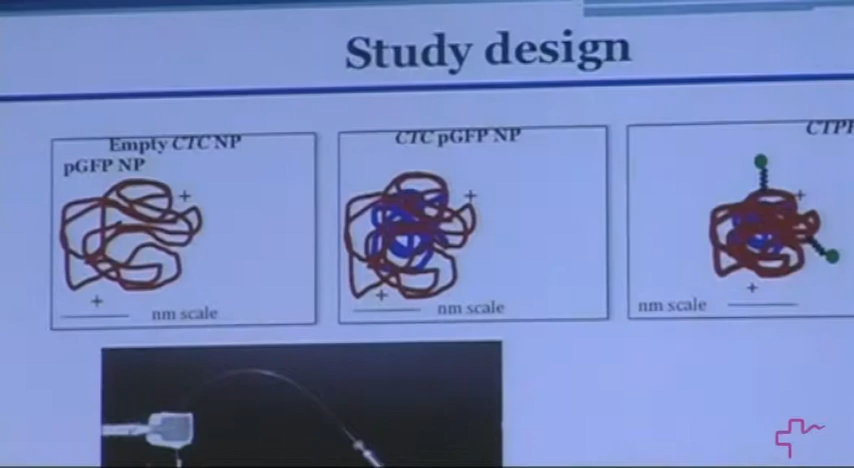 Study design
Empty CTC NP
pGFP NP
CTC pGFP NP
+
+
nm scale
+
+
nm scale
+
+
nm scale